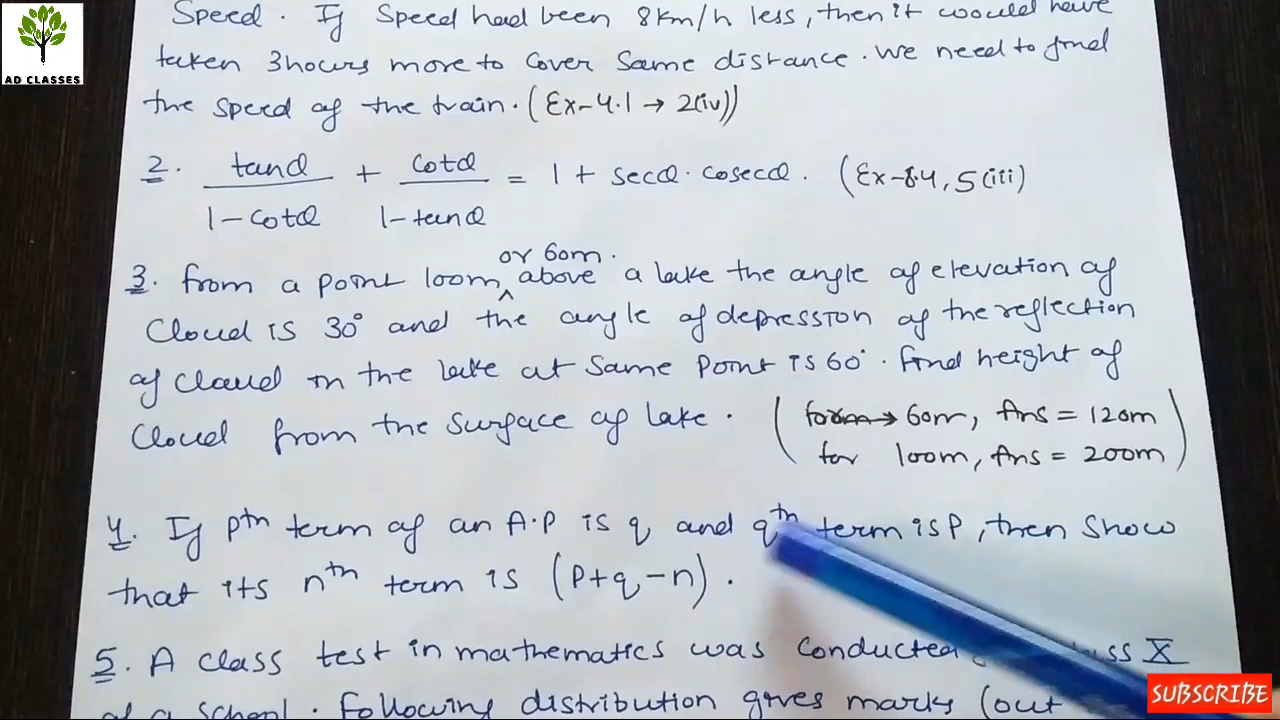 AD CLASSES
Speed. If Speed had been 8km/h less, then it would have
taken 3hours more to cover same distance. We need to find
the speed of the train. (Ex-4.1 → 2(iv))
2. tanθ/(1-cotθ) + cotθ/(1-tanθ) = 1 + secθ. cosecθ. (Ex-8.4, 5(iii)
or 60m.
3. from a point 100m ^ above a lake the angle of elevation of
Cloud is 30° and the angle of depression of the reflection
of cloud in the lake at same point is 60°. Find height of
Cloud from the surface of lake. 60m, Ans = 120m
for 100m, Ans = 200m
4. If pth term of an A.P is q and qth term is P, then show
that its nth term is (P+q-n).
5. A class test in mathematics was conducted X
of a school. Following distribution gives marks (out
SUBSCRIBE